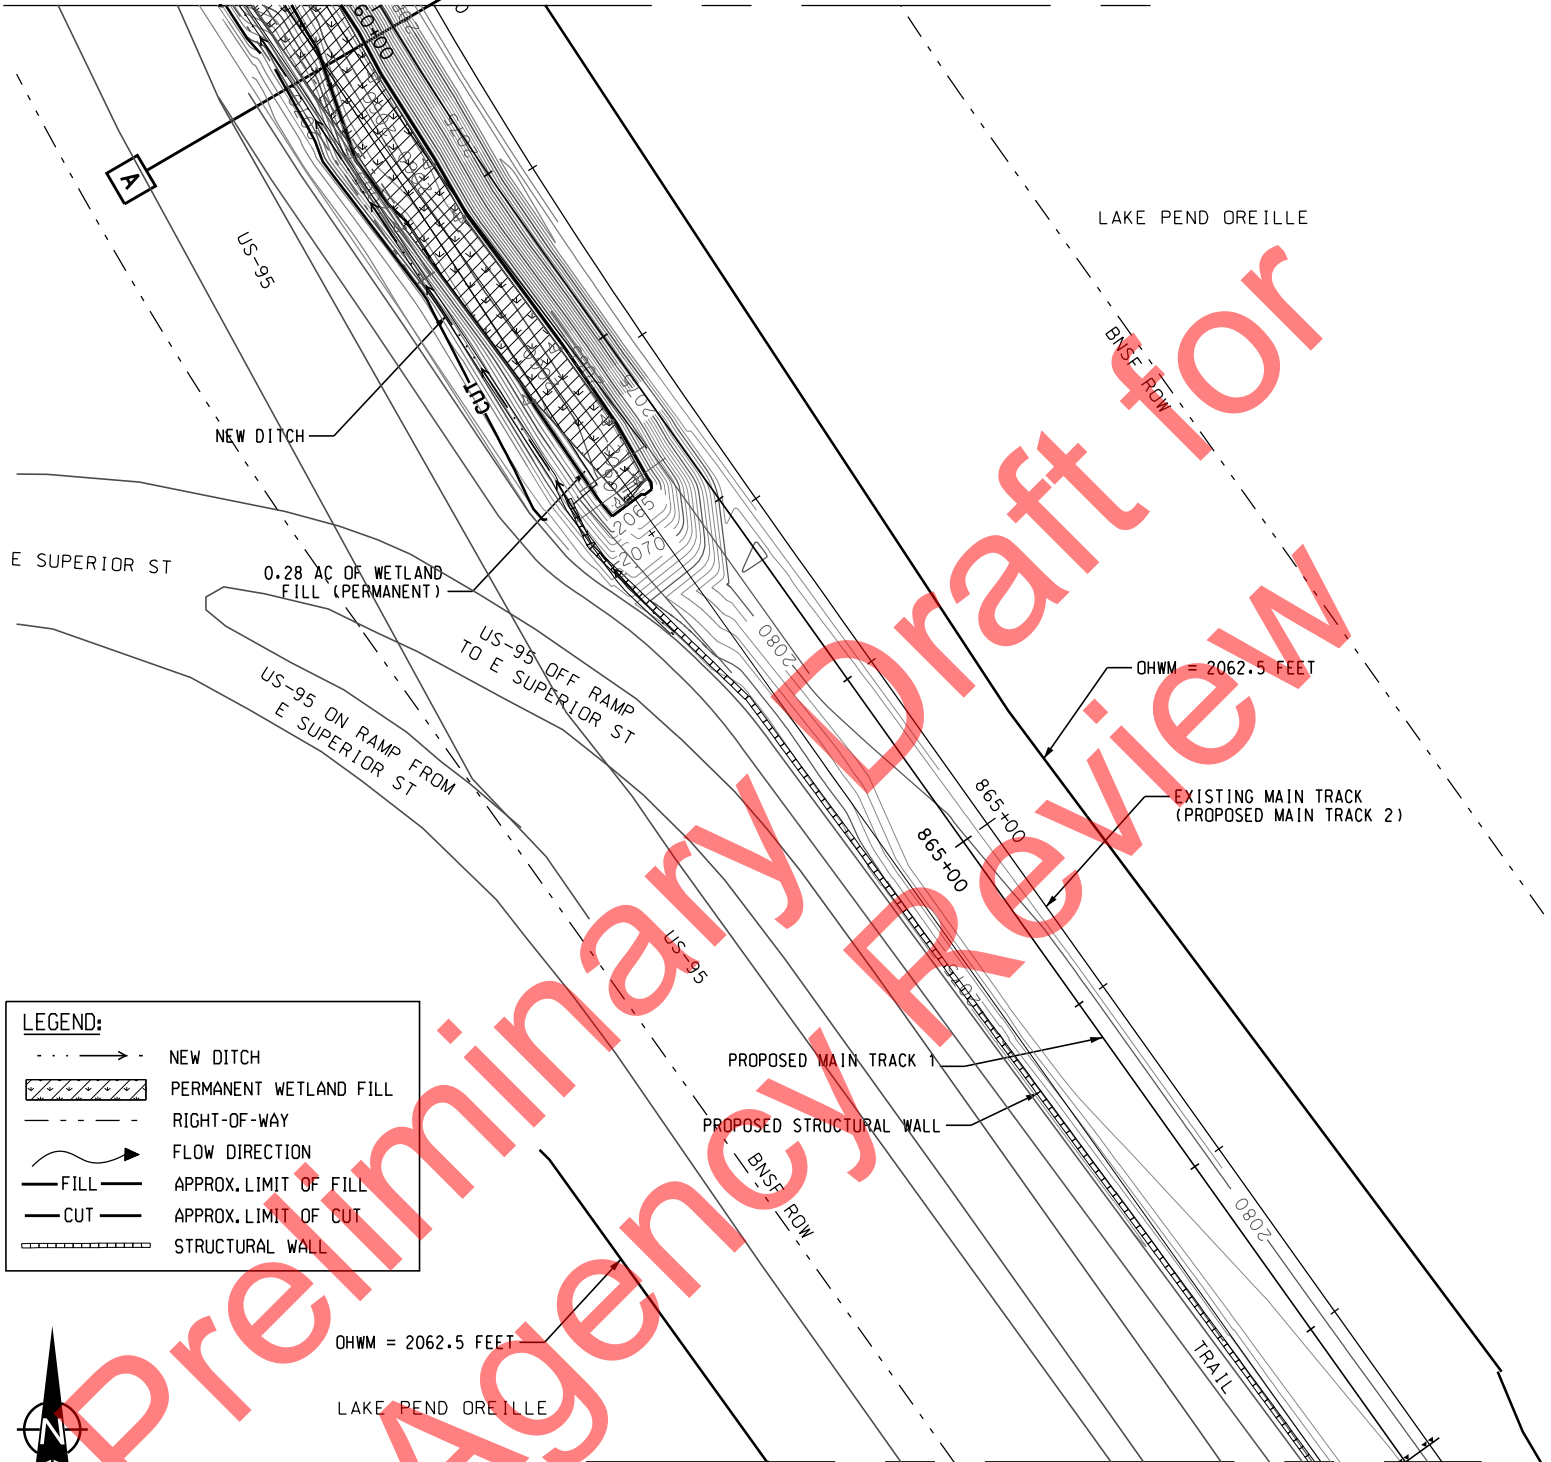 60+00
A
US-95
2075
LAKE PEND OREILLE
BNSF ROW
2075
CUT
NEW DITCH
E SUPERIOR ST
0.28 AC OF WETLAND
FILL (PERMANENT)
2065
2070
2080
US-95 OFF RAMP
TO E SUPERIOR ST
US-95 ON RAMP FROM
E SUPERIOR ST
OHWM = 2062.5 FEET
EXISTING MAIN TRACK
(PROPOSED MAIN TRACK 2)
865+00
865+00
US-95
2075
PROPOSED MAIN TRACK 1
PROPOSED STRUCTURAL WALL
BNSF ROW
2080
TRAIL
LEGEND:
NEW DITCH
PERMANENT WETLAND FILL
RIGHT-OF-WAY
FLOW DIRECTION
FILL APPROX. LIMIT OF FILL
CUT APPROX. LIMIT OF CUT
STRUCTURAL WALL
OHWM = 2062.5 FEET
LAKE PEND OREILLE
N
Preliminary Draft for
Agency Review